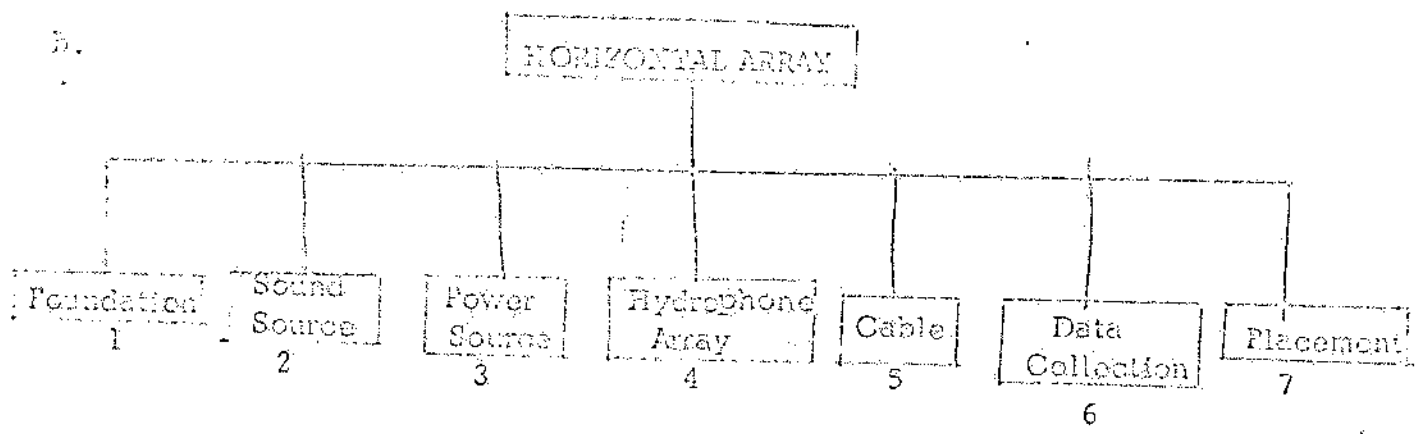 B.
HORIZONTAL ARRAY
Foundation
1
Sound
Source
2
Power
Source
3
Hydrophone
Array
4
Cable
5
Data
Collection
6
Placement
7